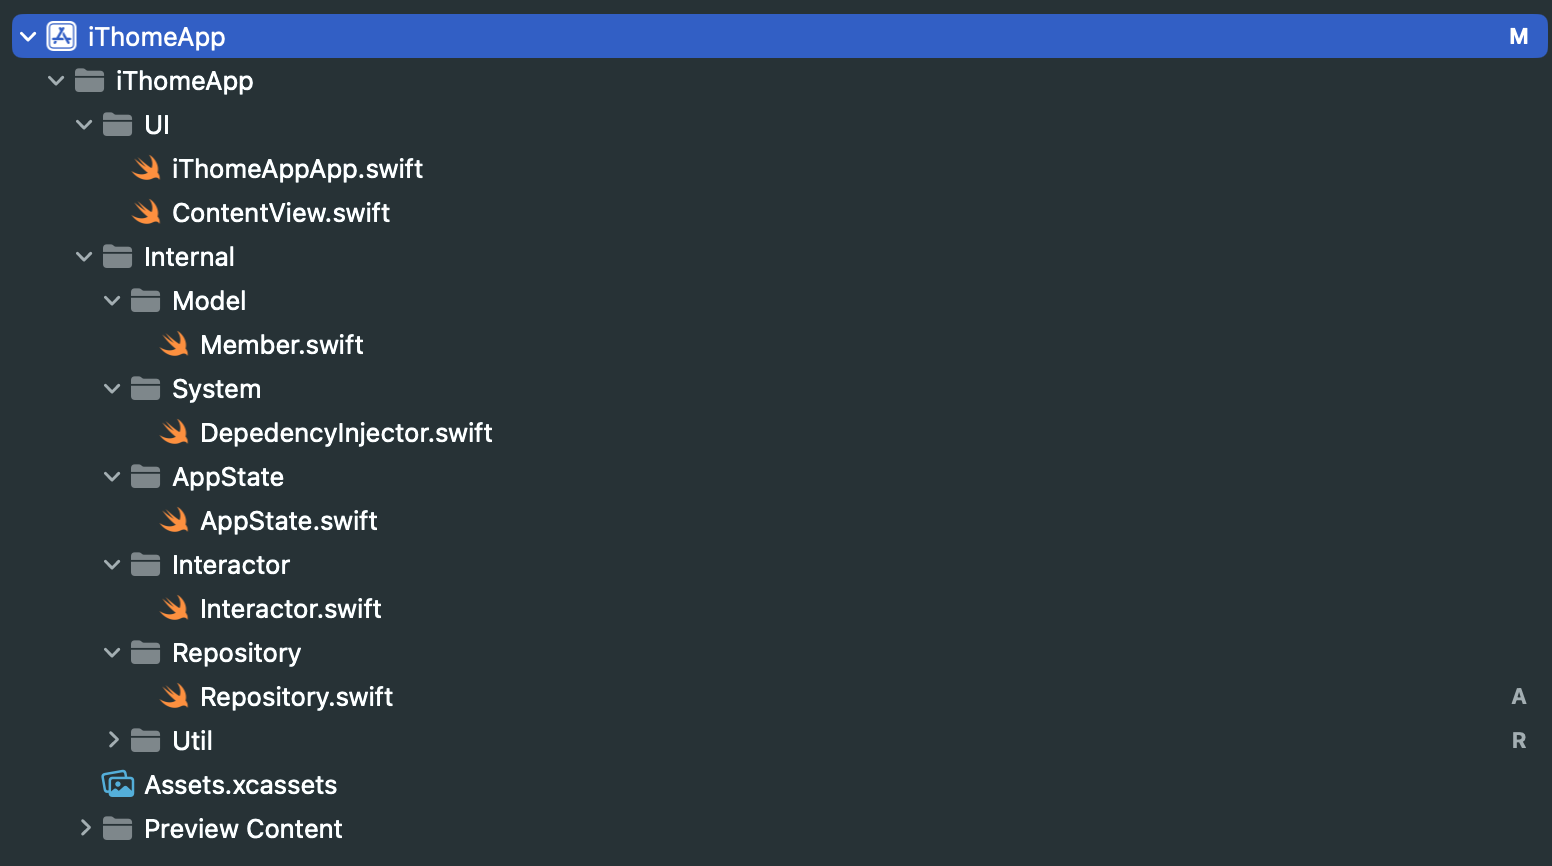 iThomeApp M
iThomeApp
UI
iThomeAppApp.swift
ContentView.swift
Internal
Model
Member.swift
System
DepedencyInjector.swift
AppState
AppState.swift
Interactor
Interactor.swift
Repository
Repository.swift A
Util R
Assets.xcassets
Preview Content